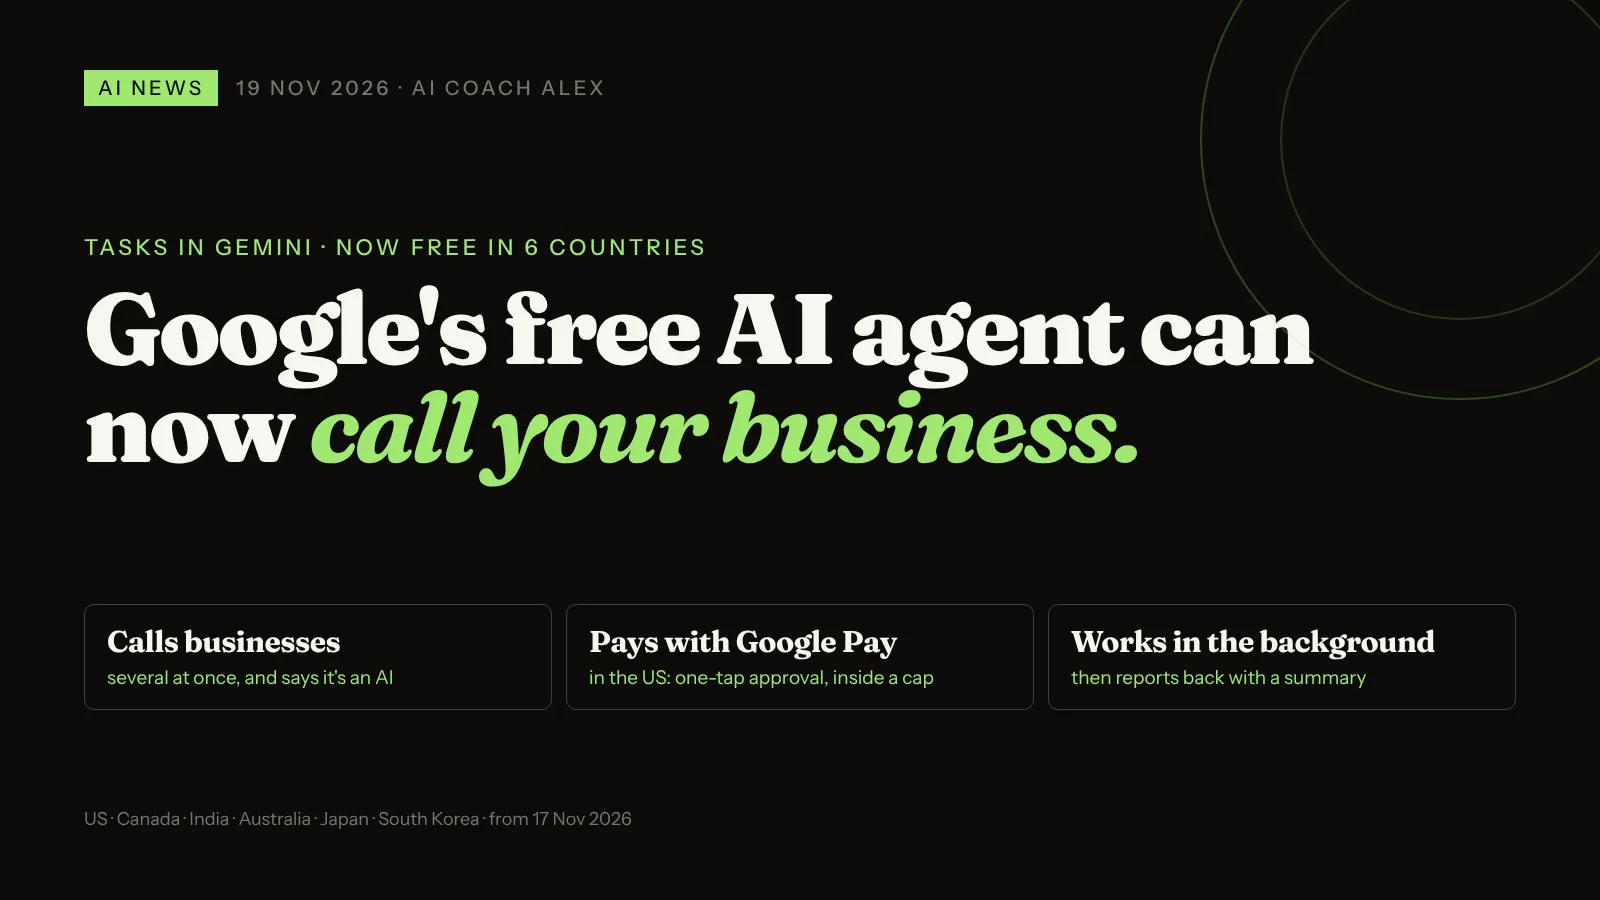 AI NEWS 19 NOV 2026 · AI COACH ALEX
TASKS IN GEMINI · NOW FREE IN 6 COUNTRIES
Google's free AI agent can
now call your business.
Calls businesses
several at once, and says it's an AI
Pays with Google Pay
in the US: one-tap approval, inside a cap
Works in the background
then reports back with a summary
US · Canada · India · Australia · Japan · South Korea · from 17 Nov 2026